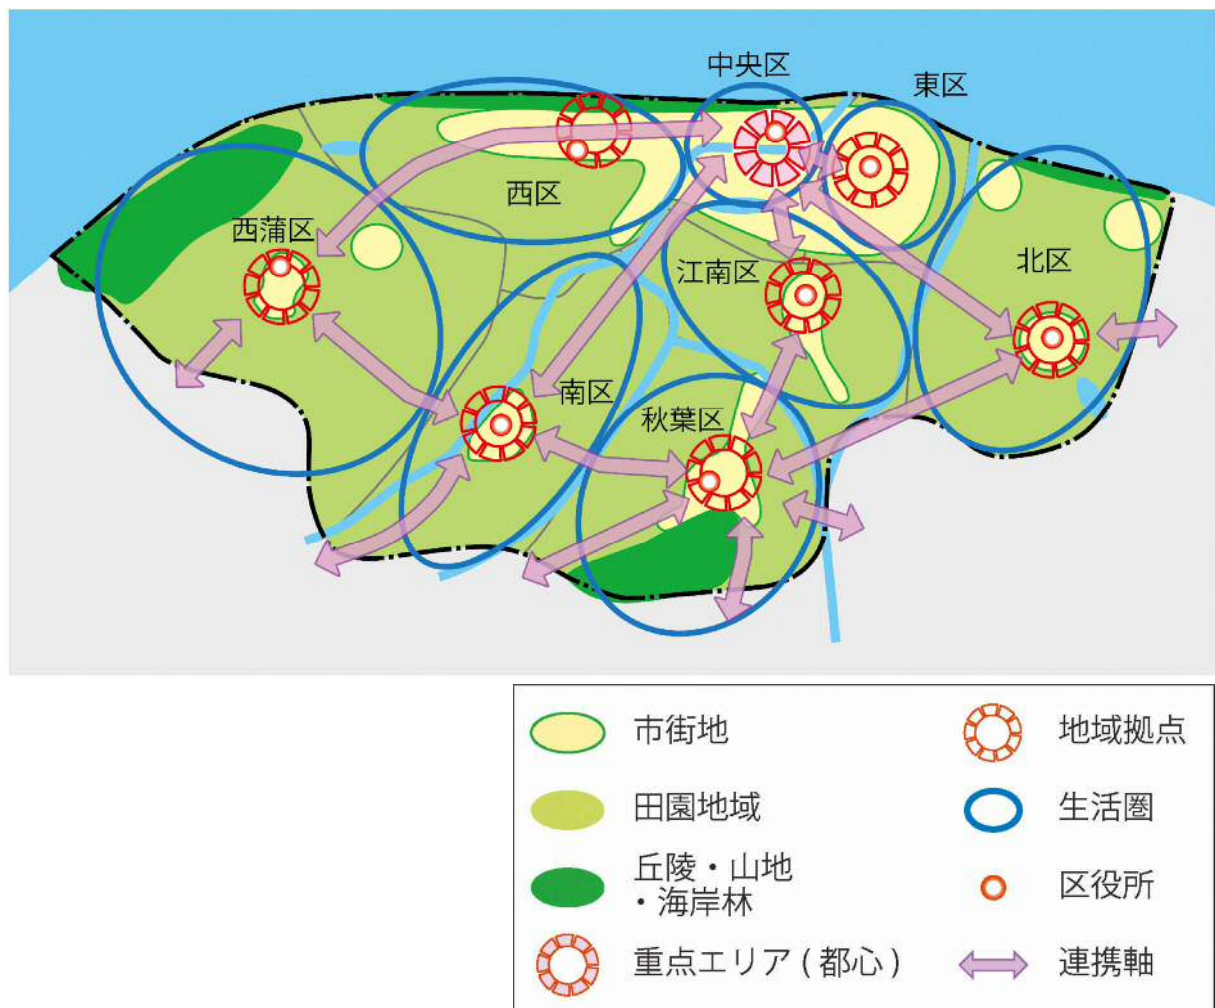 中央区
東区
西区
西蒲区
江南区
北区
南区
秋葉区
市街地
地域拠点
田園地域
生活圏
丘陵・山地
・海岸林
区役所
重点エリア(都心)
連携軸